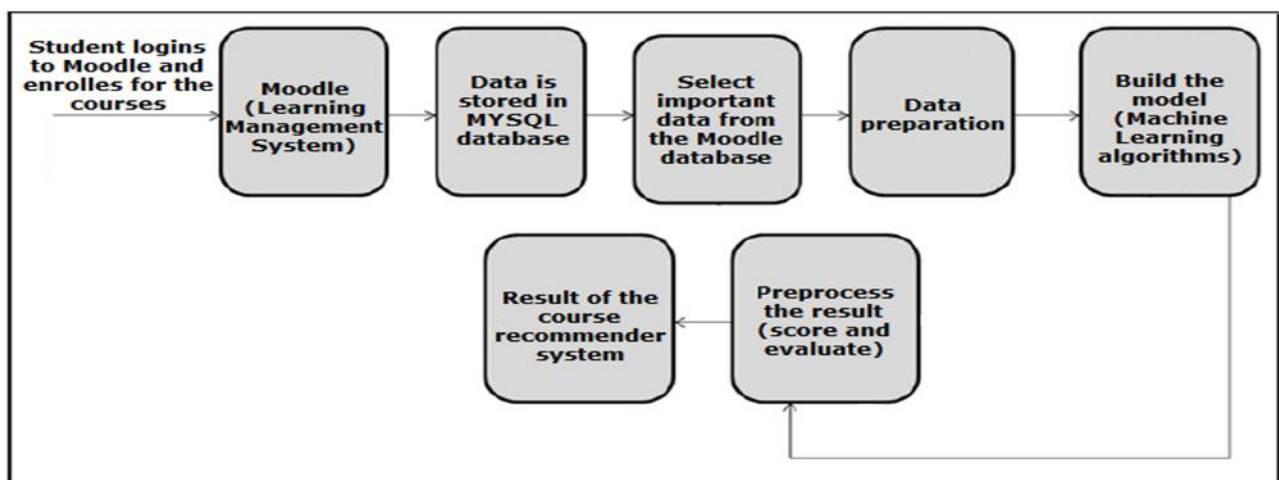 Student logins
to Moodle and
enrolles for the
courses
Moodle
(Learning
Management
System)
Data is
stored in
MYSQL
database
Select
important
data from
the Moodle
database
Data
preparation
Build the
model
(Machine
Learning
algorithms)
Preprocess
the result
(score and
evaluate)
Result of the
course
recommender
system